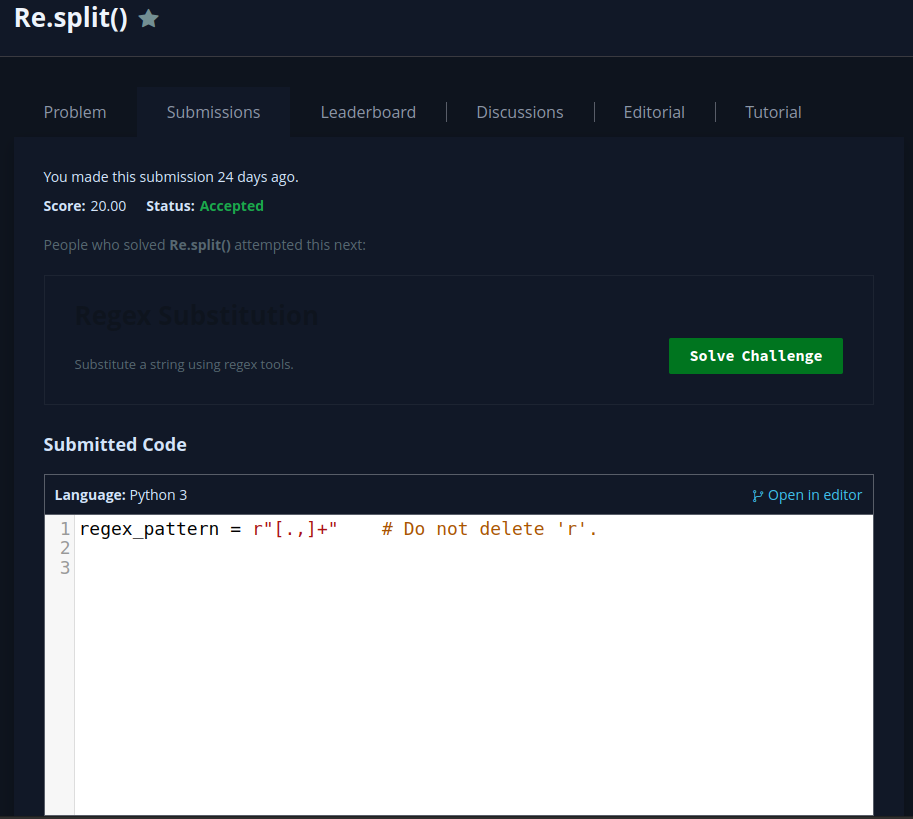 Re.split()
Problem Submissions Leaderboard Discussions Editorial Tutorial
You made this submission 24 days ago.
Score: 20.00 Status: Accepted
People who solved Re.split() attempted this next:
Regex Substitution
Substitute a string using regex tools.
Solve Challenge
Submitted Code
Language: Python 3 Open in editor
1 regex_pattern = r"[.,]+" # Do not delete 'r'.
2
3